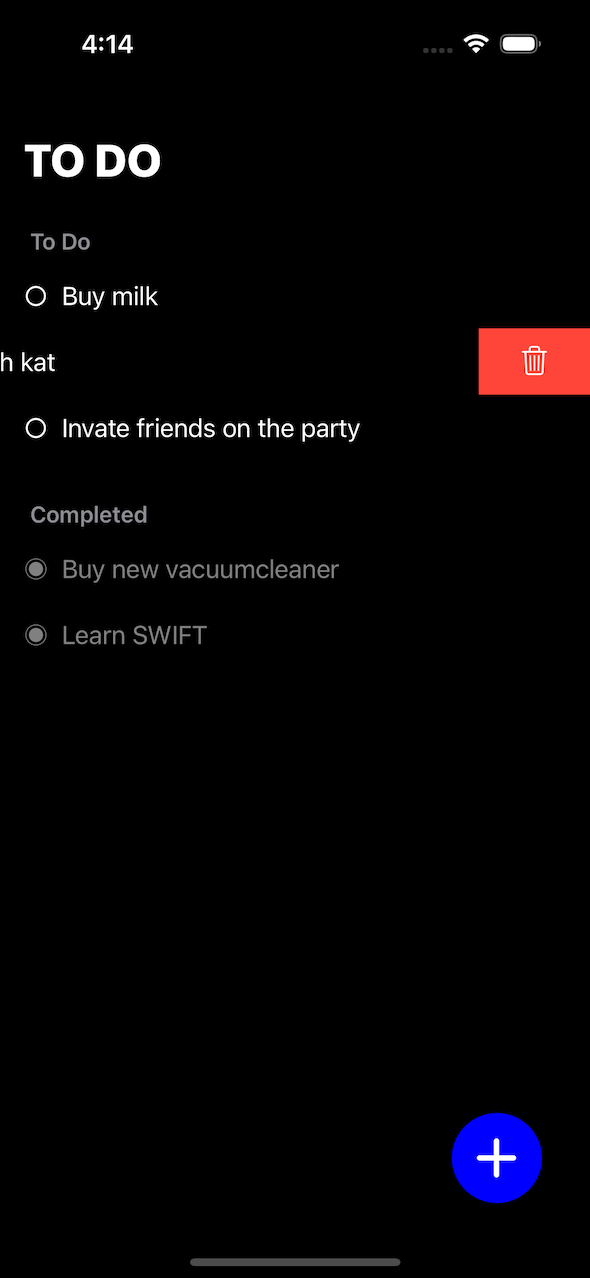 4:14
TO DO
To Do
Buy milk
h kat
Invate friends on the party
Completed
Buy new vacuumcleaner
Learn SWIFT